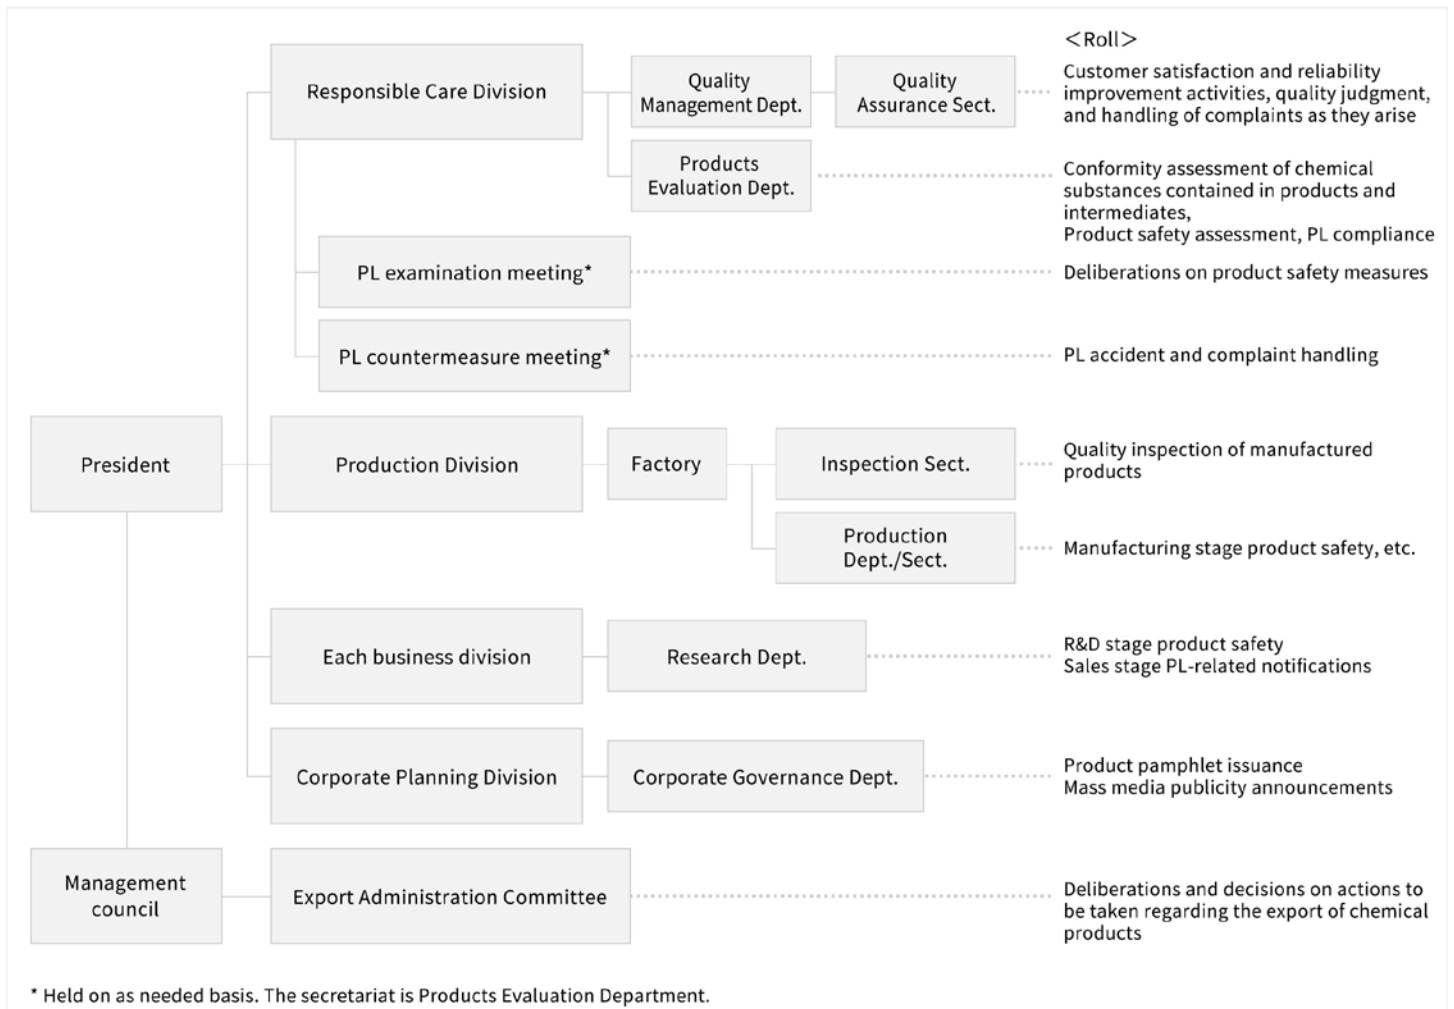 <Roll>
Responsible Care Division
Quality
Management Dept.
Quality
Assurance Sect.
Customer satisfaction and reliability
improvement activities, quality judgment,
and handling of complaints as they arise
Products
Evaluation Dept.
Conformity assessment of chemical
substances contained in products and
intermediates,
Product safety assessment, PL compliance
PL examination meeting*
Deliberations on product safety measures
PL countermeasure meeting*
PL accident and complaint handling
President
Production Division
Factory
Inspection Sect.
Quality inspection of manufactured
products
Production
Dept./Sect.
Manufacturing stage product safety, etc.
Each business division
Research Dept.
R&D stage product safety
Sales stage PL-related notifications
Corporate Planning Division
Corporate Governance Dept.
Product pamphlet issuance
Mass media publicity announcements
Management
council
Export Administration Committee
Deliberations and decisions on actions to
be taken regarding the export of chemical
products
* Held on as needed basis. The secretariat is Products Evaluation Department.